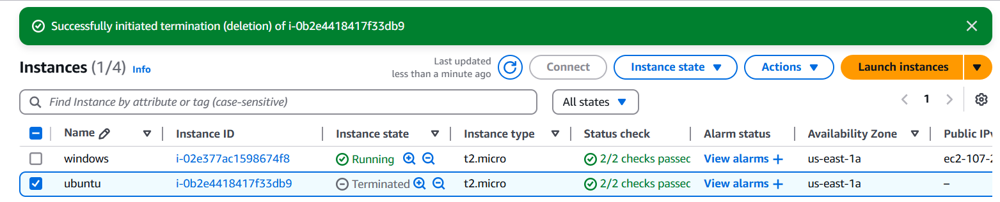 Successfully initiated termination (deletion) of i-0b2e4418417f33db9
Instances (1/4) Info
Last updated
less than a minute ago
Connect
Instance state
Actions
Launch instances
Find Instance by attribute or tag (case-sensitive)
All states
1
Name Instance ID Instance state Instance type Status check Alarm status Availability Zone Public IPv
windows i-02e377ac1598674f8 Running t2.micro 2/2 checks passec View alarms + us-east-1a ec2-107-2
ubuntu i-0b2e4418417f33db9 Terminated t2.micro 2/2 checks passec View alarms + us-east-1a –